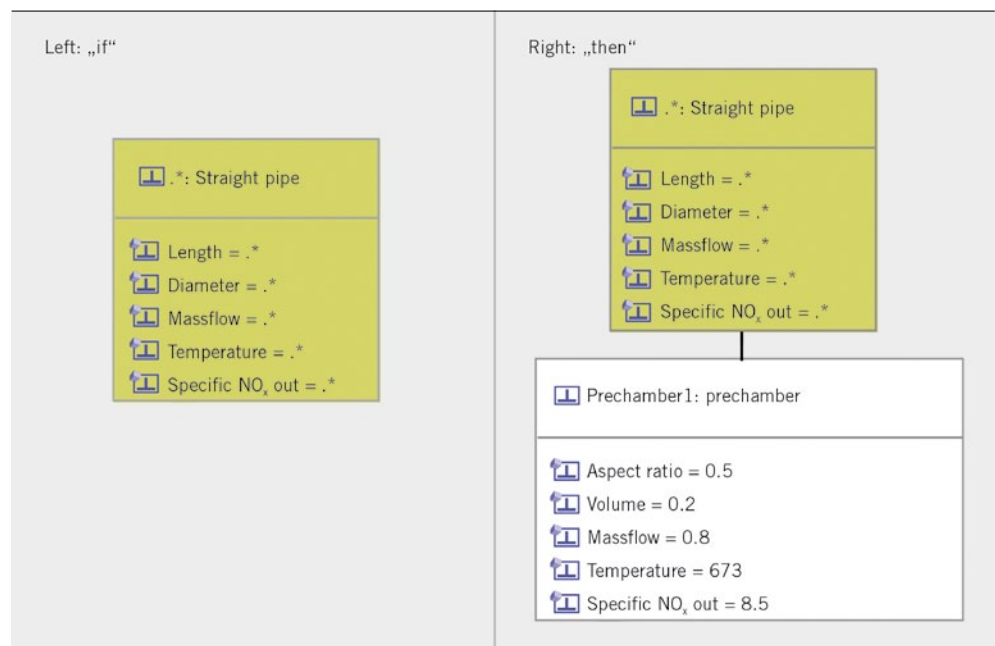 Left: „if“
.*: Straight pipe
Length = .*
Diameter = .*
Massflow = .*
Temperature = .*
Specific NOₓ out = .*
Right: „then“
.*: Straight pipe
Length = .*
Diameter = .*
Massflow = .*
Temperature = .*
Specific NOₓ out = .*
Prechamber1: prechamber
Aspect ratio = 0.5
Volume = 0.2
Massflow = 0.8
Temperature = 673
Specific NOₓ out = 8.5